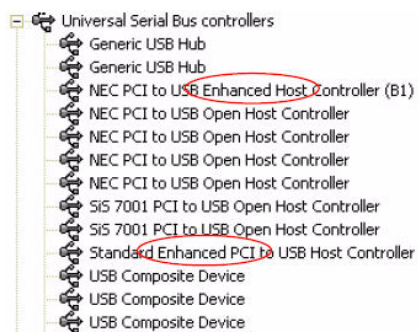 Universal Serial Bus controllers
Generic USB Hub
Generic USB Hub
NEC PCI to USB Enhanced Host Controller (B1)
NEC PCI to USB Open Host Controller
NEC PCI to USB Open Host Controller
NEC PCI to USB Open Host Controller
NEC PCI to USB Open Host Controller
SiS 7001 PCI to USB Open Host Controller
SiS 7001 PCI to USB Open Host Controller
Standard Enhanced PCI to USB Host Controller
USB Composite Device
USB Composite Device
USB Composite Device